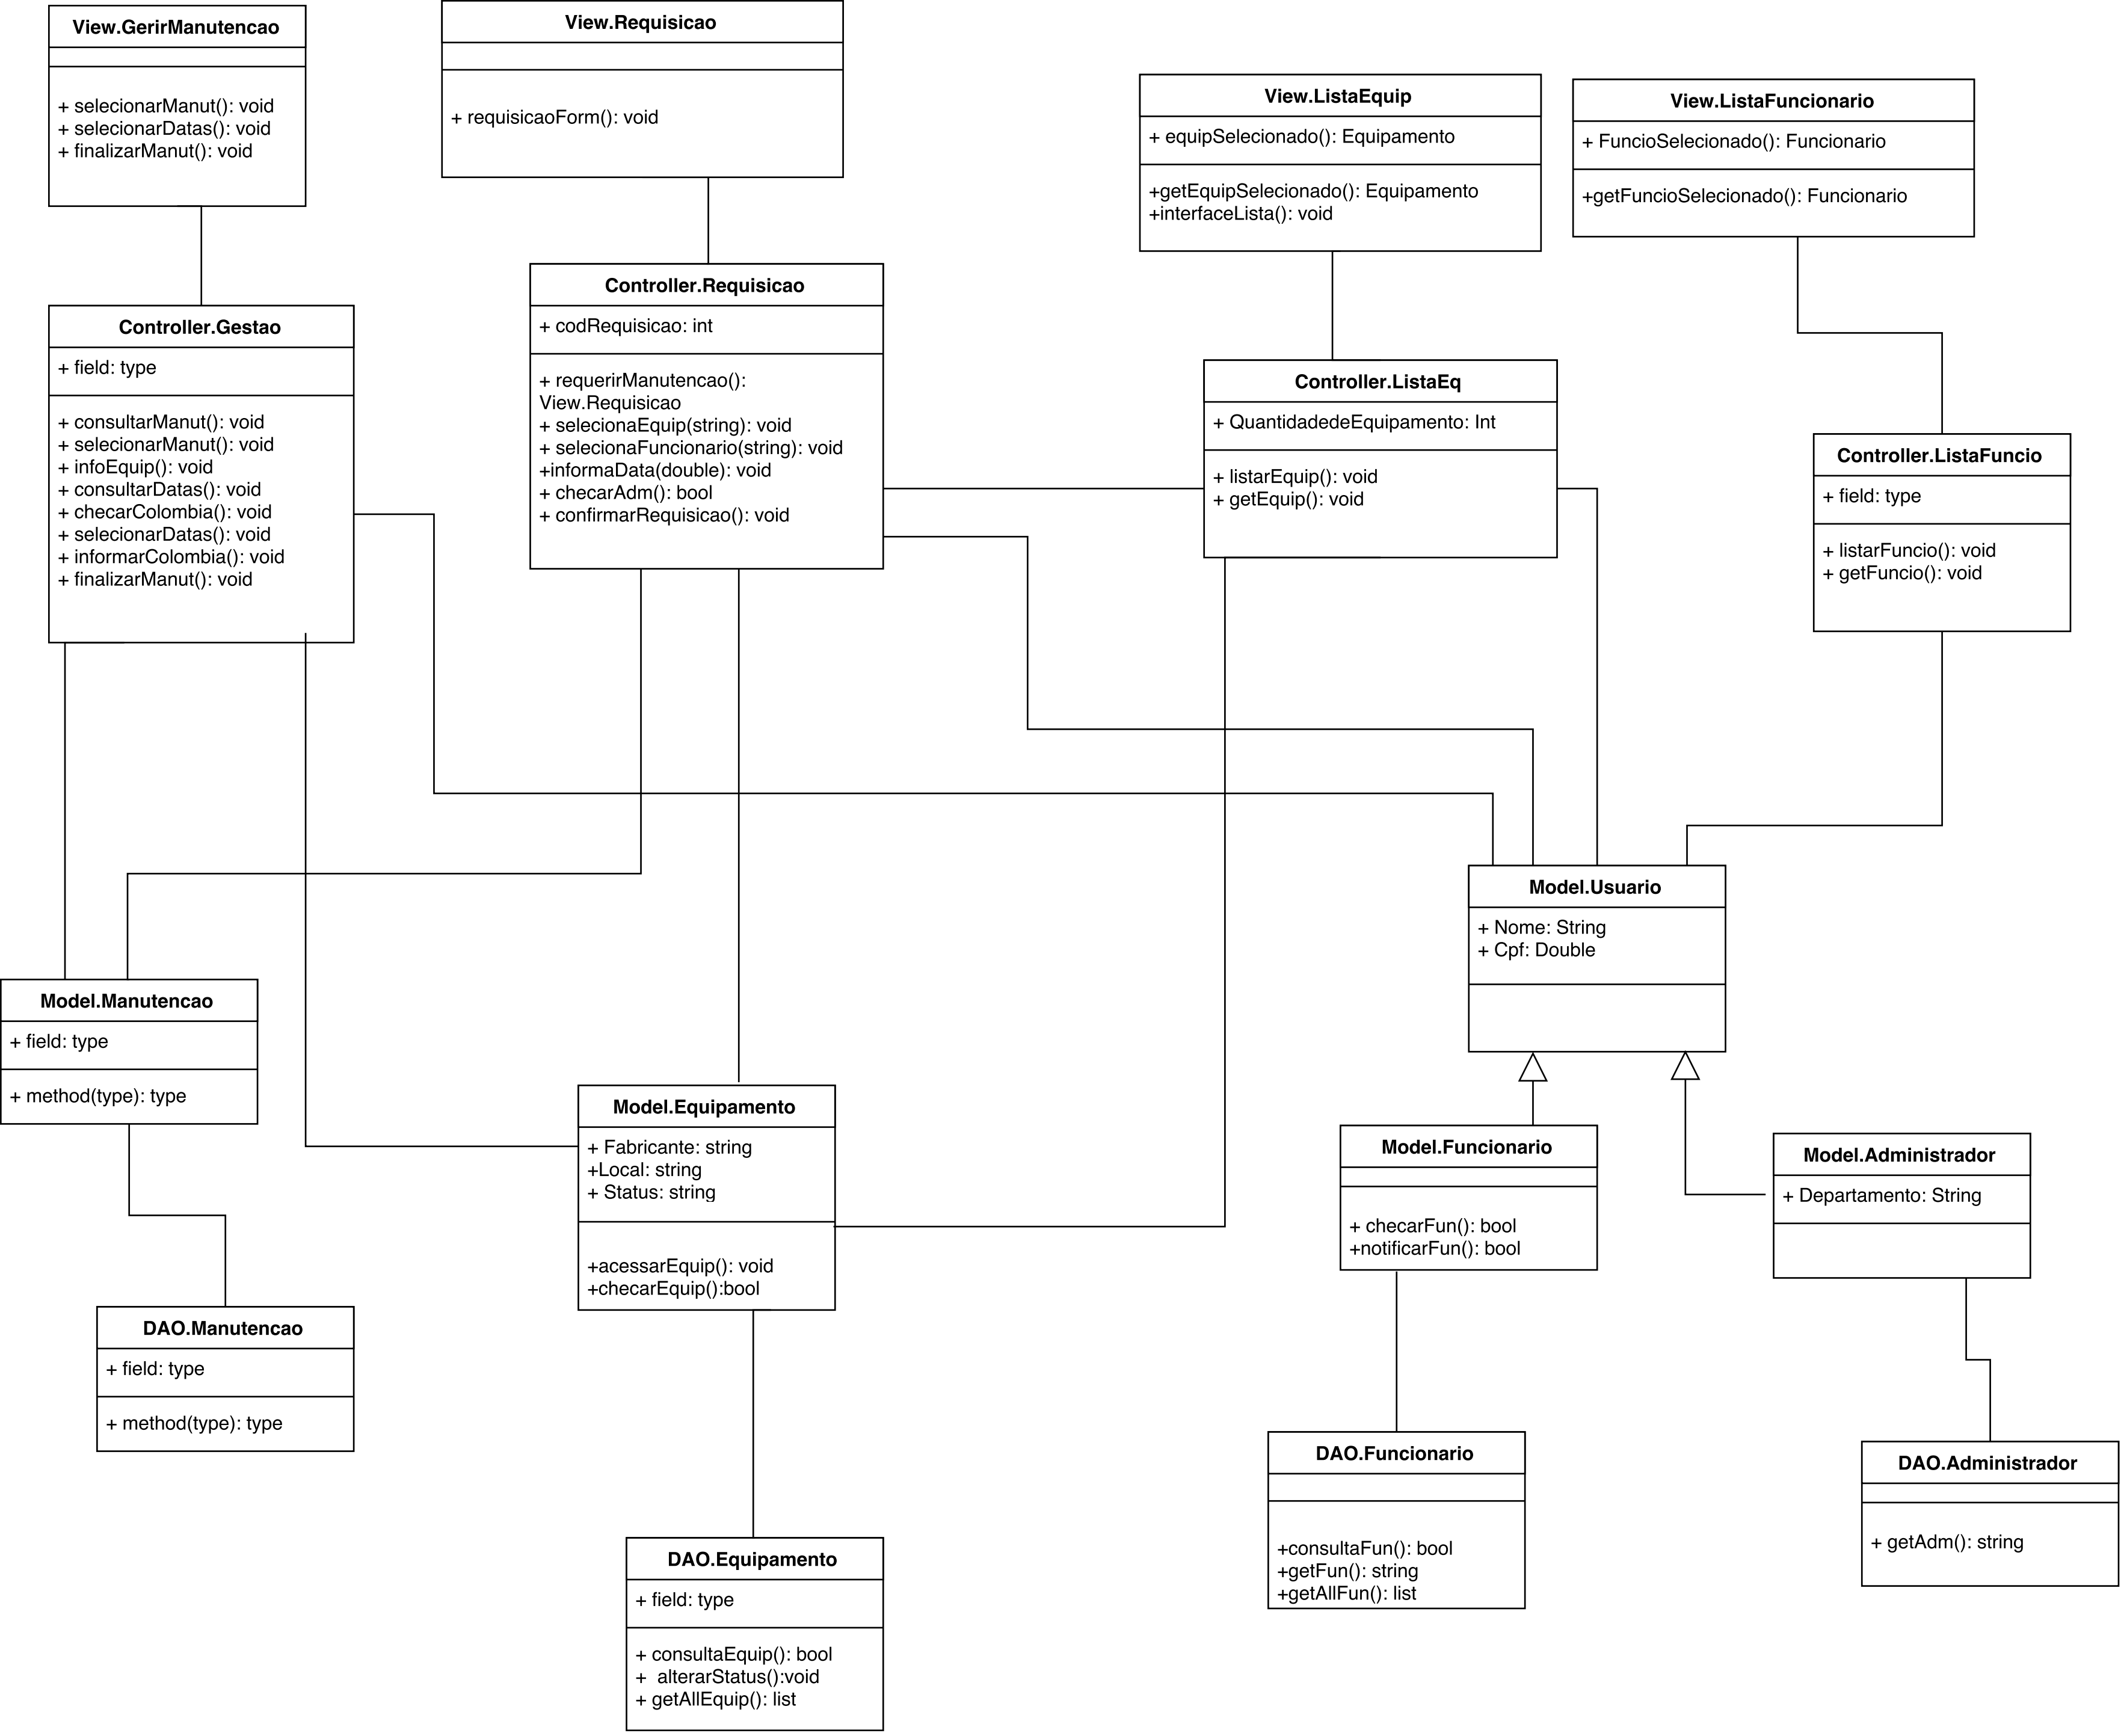 View.GerirManutencao
+ selecionarManut(): void
+ selecionarDatas(): void
+ finalizarManut(): void
View.Requisicao
+ requisicaoForm(): void
View.ListaEquip
+ equipSelecionado(): Equipamento
+getEquipSelecionado(): Equipamento
+interfaceLista(): void
View.ListaFuncionario
+ FuncioSelecionado(): Funcionario
+getFuncioSelecionado(): Funcionario
Controller.Gestao
+ field: type
+ consultarManut(): void
+ selecionarManut(): void
+ infoEquip(): void
+ consultarDatas(): void
+ checarColombia(): void
+ selecionarDatas(): void
+ informarColombia(): void
+ finalizarManut(): void
Controller.Requisicao
+ codRequisicao: int
+ requerirManutencao():
View.Requisicao
+ selecionaEquip(string): void
+ selecionaFuncionario(string): void
+informaData(double): void
+ checarAdm(): bool
+ confirmarRequisicao(): void
Controller.ListaEq
+ QuantidadedeEquipamento: Int
+ listarEquip(): void
+ getEquip(): void
Controller.ListaFuncio
+ field: type
+ listarFuncio(): void
+ getFuncio(): void
Model.Usuario
+ Nome: String
+ Cpf: Double
Model.Manutencao
+ field: type
+ method(type): type
Model.Equipamento
+ Fabricante: string
+Local: string
+ Status: string
+acessarEquip(): void
+checarEquip():bool
Model.Funcionario
+ checarFun(): bool
+notificarFun(): bool
Model.Administrador
+ Departamento: String
DAO.Manutencao
+ field: type
+ method(type): type
DAO.Funcionario
+consultaFun(): bool
+getFun(): string
+getAllFun(): list
DAO.Administrador
+ getAdm(): string
DAO.Equipamento
+ field: type
+ consultaEquip(): bool
+  alterarStatus():void
+ getAllEquip(): list